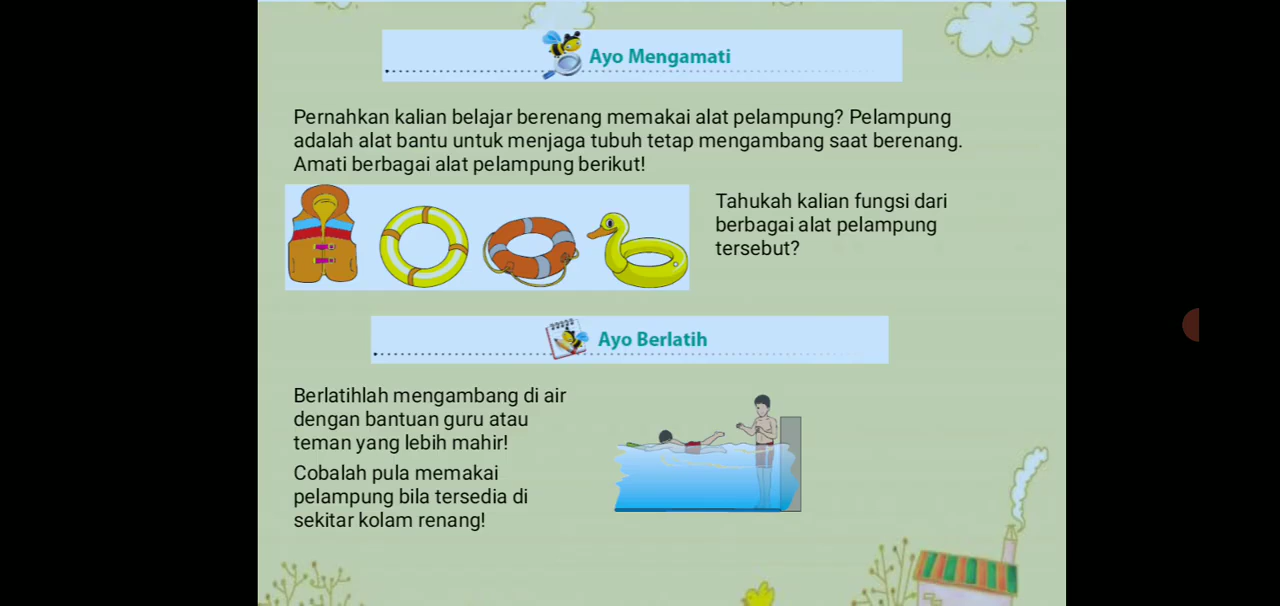 Ayo Mengamati
Pernahkan kalian belajar berenang memakai alat pelampung? Pelampung
adalah alat bantu untuk menjaga tubuh tetap mengambang saat berenang.
Amati berbagai alat pelampung berikut!
Tahukah kalian fungsi dari
berbagai alat pelampung
tersebut?
Ayo Berlatih
Berlatihlah mengambang di air
dengan bantuan guru atau
teman yang lebih mahir!
Cobalah pula memakai
pelampung bila tersedia di
sekitar kolam renang!